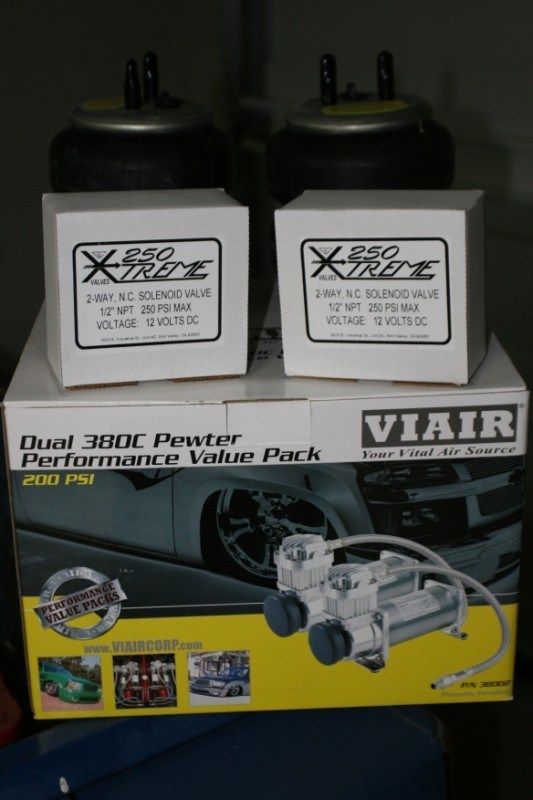 250
XTREME
VALVES
2-WAY, N.C. SOLENOID VALVE
1/2" NPT 250 PSI MAX
VOLTAGE: 12 VOLTS DC
250
XTREME
VALVES
2-WAY, N.C. SOLENOID VALVE
1/2" NPT 250 PSI MAX
VOLTAGE: 12 VOLTS DC
VIAIR®
Your Vital Air Source
Dual 380C Pewter
Performance Value Pack
200 PSI
PERFORMANCE
VALUE PACKS
www.VIAIRCORP.com
P/N 38002
Patents Pending